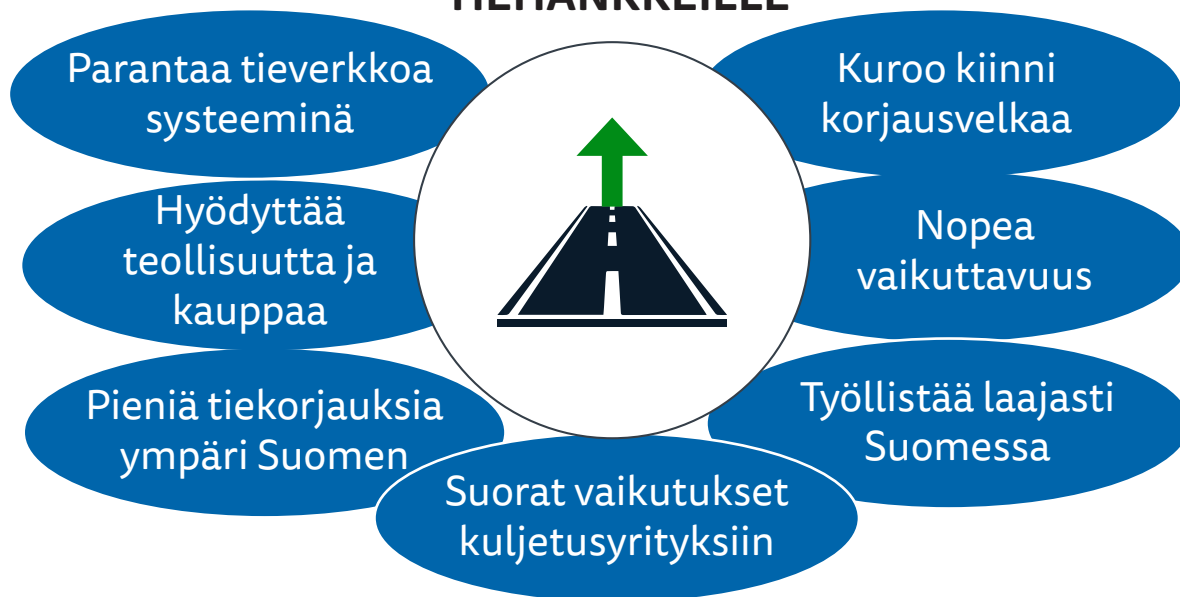 Parantaa tieverkkoa
systeeminä
Kuroo kiinni
korjausvelkaa
Hyödyttää
teollisuutta ja
kauppaa
Nopea
vaikuttavuus
Pieniä tiekorjauksia
ympäri Suomen
Työllistää laajasti
Suomessa
Suorat vaikutukset
kuljetusyrityksiin